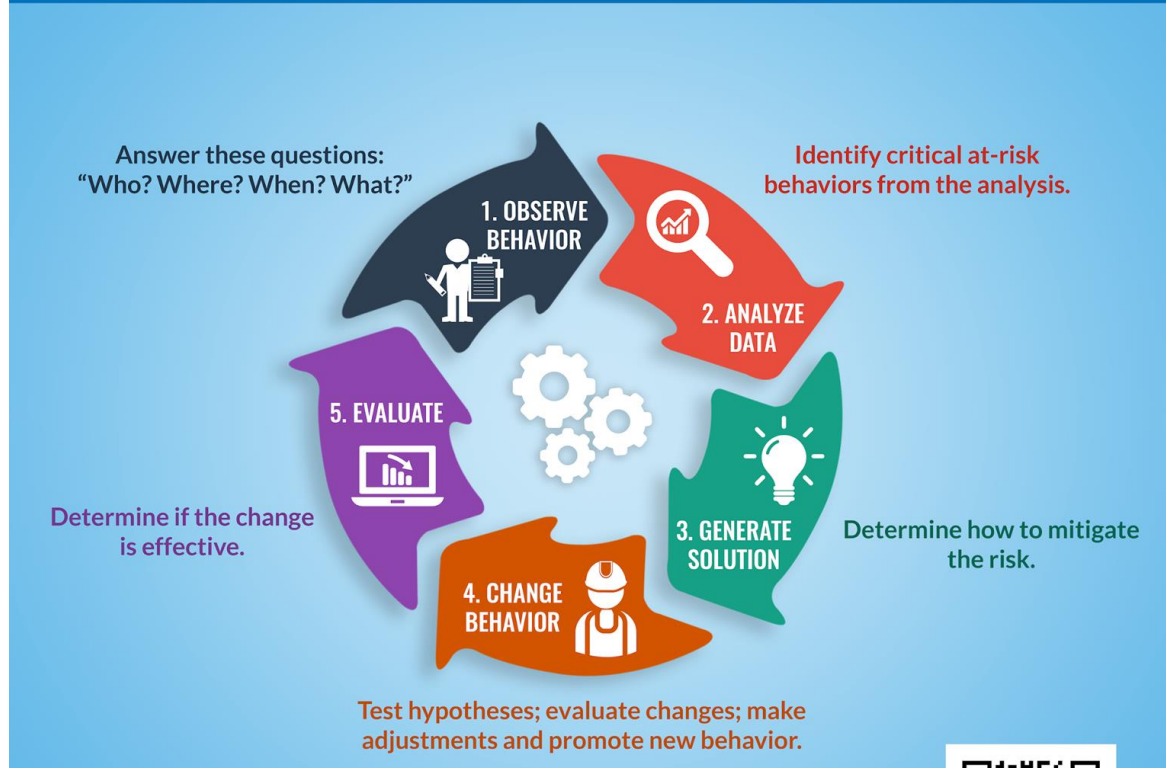 Answer these questions:
“Who? Where? When? What?”
1. OBSERVE
BEHAVIOR
Identify critical at-risk
behaviors from the analysis.
2. ANALYZE
DATA
3. GENERATE
SOLUTION
Determine how to mitigate
the risk.
4. CHANGE
BEHAVIOR
Test hypotheses; evaluate changes; make
adjustments and promote new behavior.
5. EVALUATE
Determine if the change
is effective.